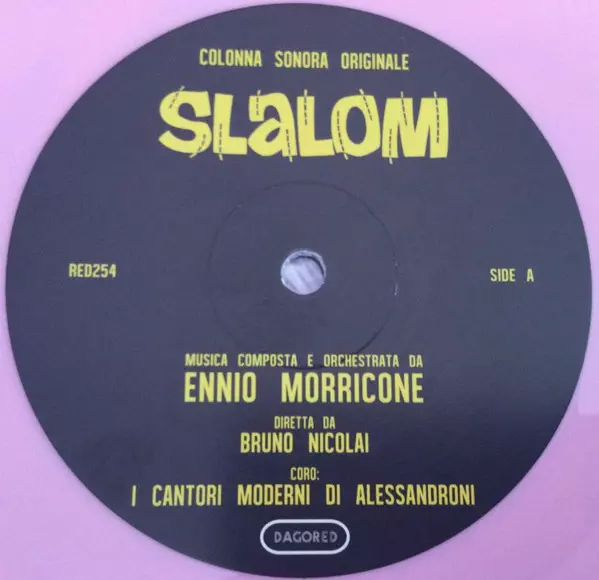 COLONNA SONORA ORIGINALE
SLaLOM
RED254
SIDE A
MUSICA COMPOSTA E ORCHESTRATA DA
ENNIO MORRICONE
DIRETTA DA
BRUNO NICOLAI
CORO:
I CANTORI MODERNI DI ALESSANDRONI
DAGORED